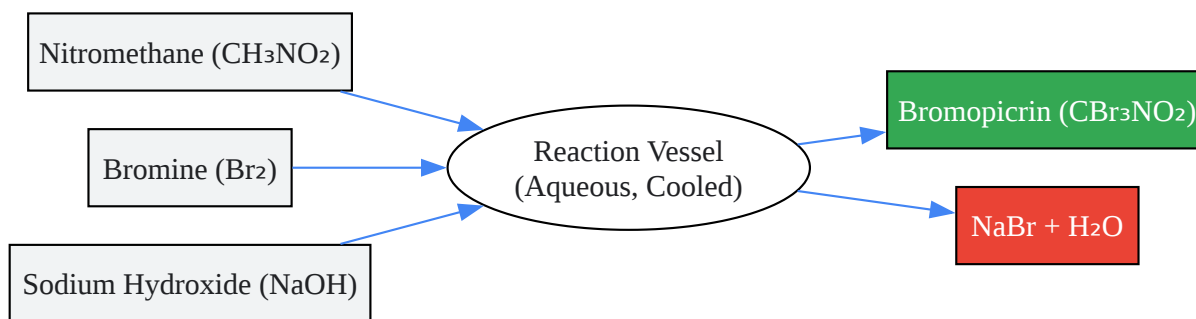 Nitromethane (CH₃NO₂)
Bromine (Br₂)
Sodium Hydroxide (NaOH)
Reaction Vessel
(Aqueous, Cooled)
Bromopicrin (CBr₃NO₂)
NaBr + H₂O